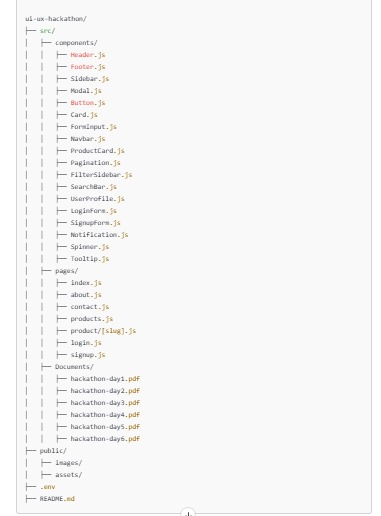 ui-ux-hackathon/
├── src/
│   ├── components/
│   │   ├── Header.js
│   │   ├── Footer.js
│   │   ├── Sidebar.js
│   │   ├── Modal.js
│   │   ├── Button.js
│   │   ├── Card.js
│   │   ├── FormInput.js
│   │   ├── Navbar.js
│   │   ├── ProductCard.js
│   │   ├── Pagination.js
│   │   ├── FilterSidebar.js
│   │   ├── SearchBar.js
│   │   ├── UserProfile.js
│   │   ├── LoginForm.js
│   │   ├── SignupForm.js
│   │   ├── Notification.js
│   │   ├── Spinner.js
│   │   ├── Tooltip.js
│   ├── pages/
│   │   ├── index.js
│   │   ├── about.js
│   │   ├── contact.js
│   │   ├── products.js
│   │   ├── product/[slug].js
│   │   ├── login.js
│   │   ├── signup.js
│   ├── Documents/
│   │   ├── hackathon-day1.pdf
│   │   ├── hackathon-day2.pdf
│   │   ├── hackathon-day3.pdf
│   │   ├── hackathon-day4.pdf
│   │   ├── hackathon-day5.pdf
│   │   ├── hackathon-day6.pdf
├── public/
│   ├── images/
│   ├── assets/
├── .env
├── README.md